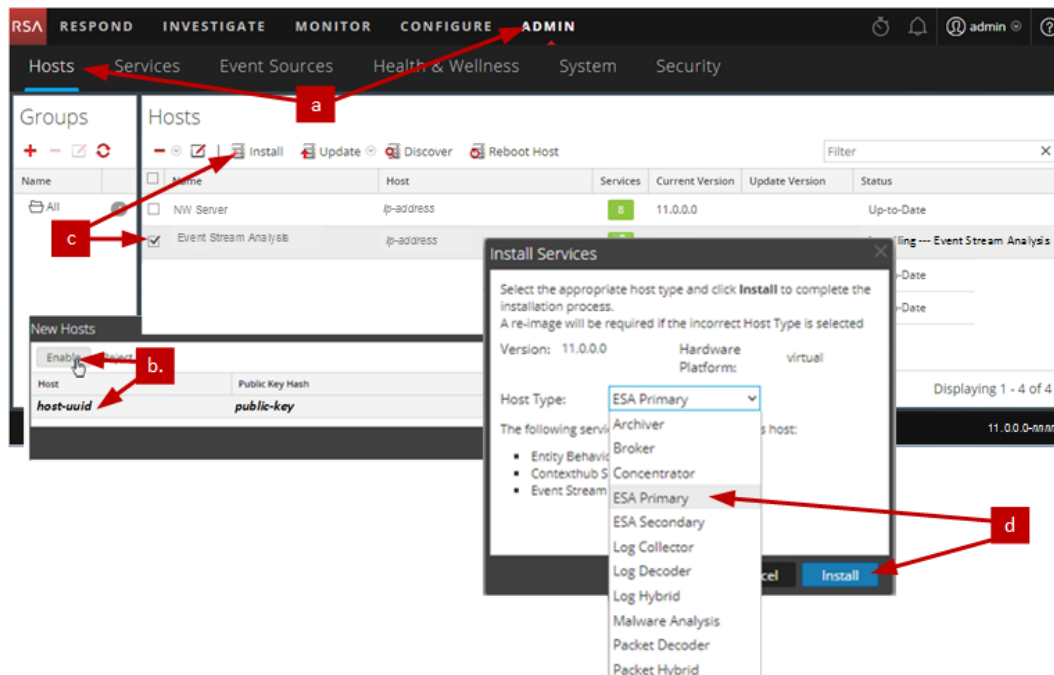 RSA RESPOND INVESTIGATE MONITOR CONFIGURE ADMIN admin
Hosts Services Event Sources Health & Wellness System Security
a
Groups
Hosts
Install Update Discover Reboot Host Filter
Name
Name Host Services Current Version Update Version Status
All
NW Server ip-address 8 11.0.0.0 Up-to-Date
c
Event Stream Analysis ip-address --- Event Stream Analysis
-Date
-Date
Install Services
Select the appropriate host type and click Install to complete the
installation process.
A re-image will be required if the incorrect Host Type is selected
Version: 11.0.0.0 Hardware
Platform: virtual
Host Type: ESA Primary
The following host:
Entity
Contexthub
Event Stream
Archiver
Broker
Concentrator
ESA Primary
ESA Secondary
Log Collector
Log Decoder
Log Hybrid
Malware Analysis
Packet Decoder
Packet Hybrid
d
Install
New Hosts
Enable Reject
b.
Host Public Key Hash
host-uuid public-key
Displaying 1 - 4 of 4
11.0.0.0-nnnn